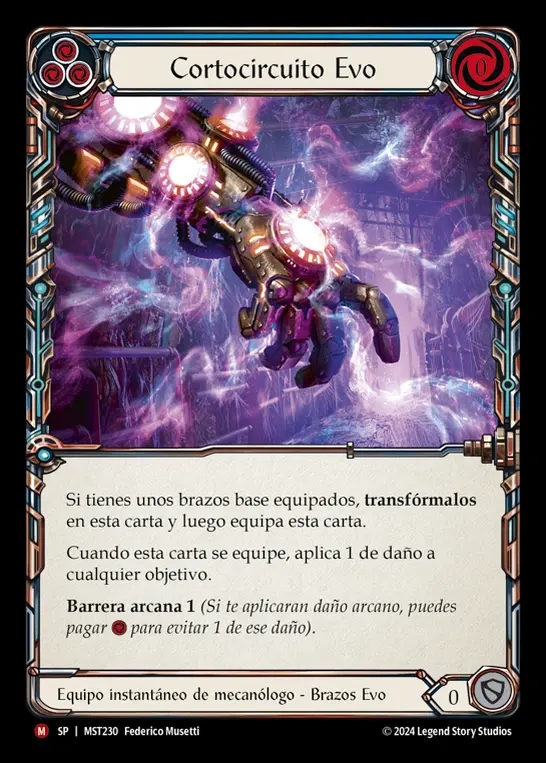 Cortocircuito Evo
0
Si tienes unos brazos base equipados, transfórmalos
en esta carta y luego equipa esta carta.
Cuando esta carta se equipe, aplica 1 de daño a
cualquier objetivo.
Barrera arcana 1 (Si te aplicaran daño arcano, puedes
pagar para evitar 1 de ese daño).
Equipo instantáneo de mecanólogo - Brazos Evo
0
M SP | MST230 Federico Musetti
© 2024 Legend Story Studios